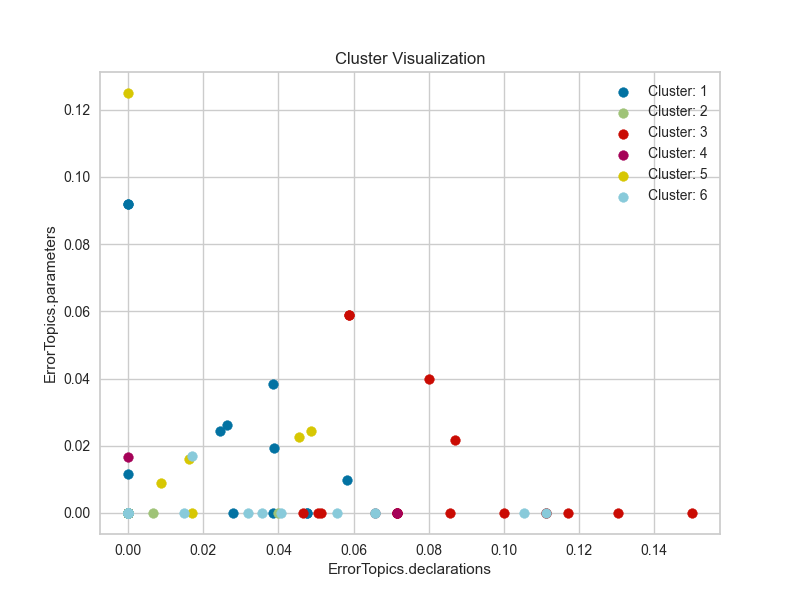 Cluster Visualization
Cluster: 1
Cluster: 2
Cluster: 3
Cluster: 4
Cluster: 5
Cluster: 6
ErrorTopics.parameters
0.12
0.10
0.08
0.06
0.04
0.02
0.00
0.00 0.02 0.04 0.06 0.08 0.10 0.12 0.14
ErrorTopics.declarations